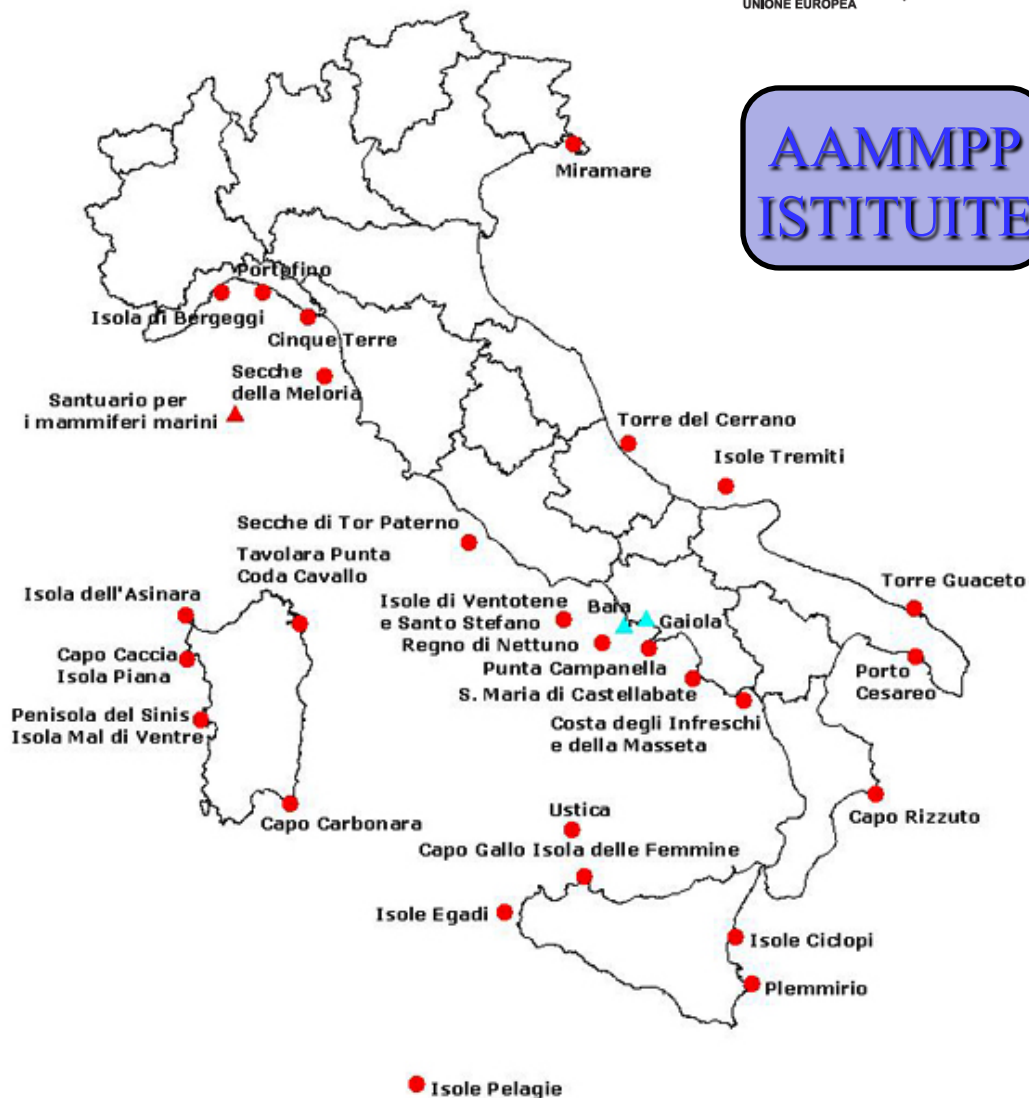 UNIONE EUROPEA
AAMMPP
ISTITUITE
Miramare
Portofino
Isola di Bergeggi
Cinque Terre
Secche
della Meloria
Santuario per
i mammiferi marini
Torre del Cerrano
Isole Tremiti
Secche di Tor Paterno
Tavolara Punta
Coda Cavallo
Isola dell'Asinara
Isole di Ventotene
e Santo Stefano
Baia
Gaiola
Torre Guaceto
Regno di Nettuno
Capo Caccia
Isola Piana
Punta Campanella
Porto
Cesareo
S. Maria di Castellabate
Penisola del Sinis
Isola Mal di Ventre
Costa degli Infreschi
e della Masseta
Capo Carbonara
Ustica
Capo Rizzuto
Capo Gallo Isola delle Femmine
Isole Egadi
Isole Ciclopi
Plemmirio
Isole Pelagie